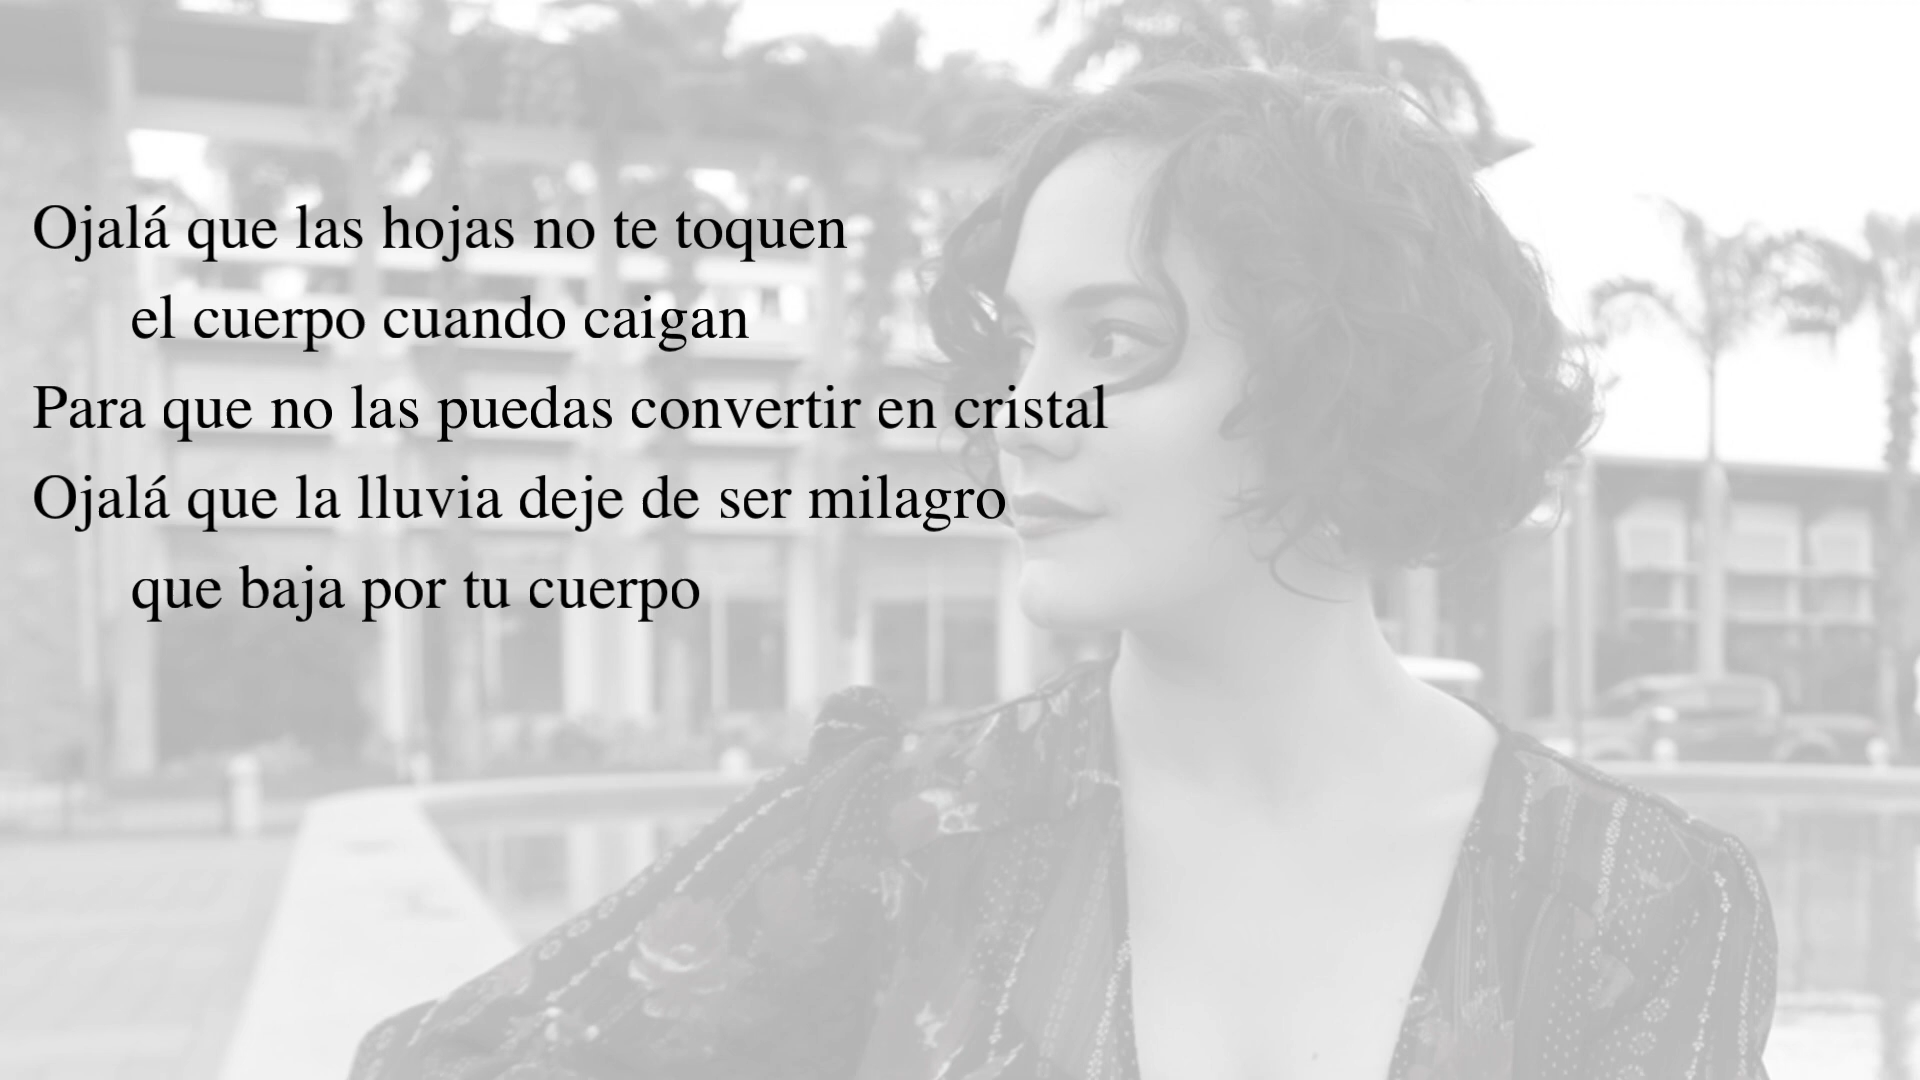 Ojalá que las hojas no te toquen
el cuerpo cuando caigan
Para que no las puedas convertir en cristal
Ojalá que la lluvia deje de ser milagro
que baja por tu cuerpo